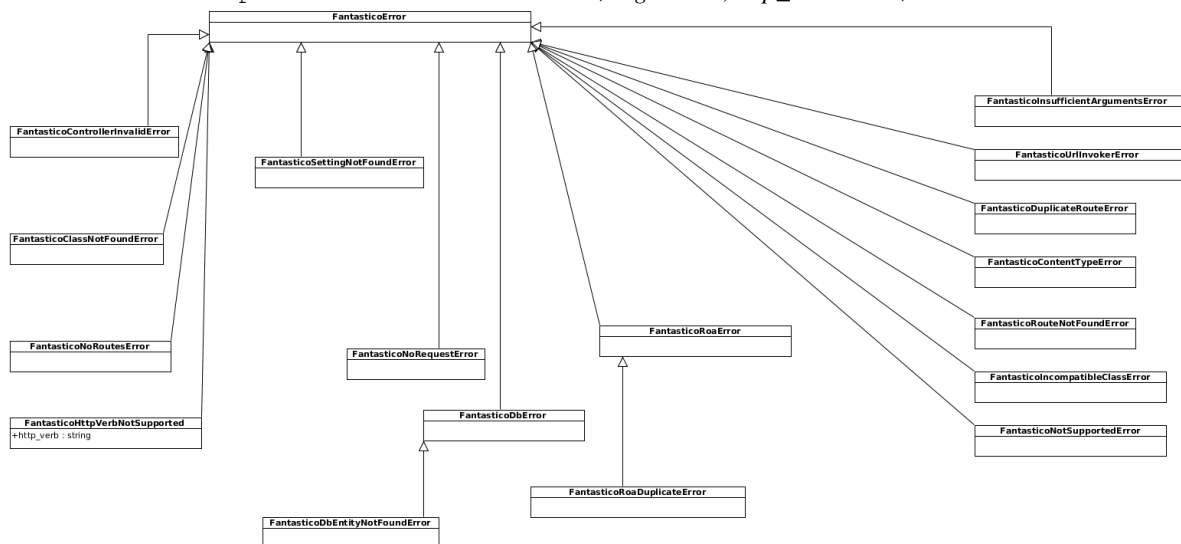 FantasticoError
FantasticoInsufficientArgumentsError
FantasticoControllerInvalidError
FantasticoUrlInvokerError
FantasticoSettingNotFoundError
FantasticoDuplicateRouteError
FantasticoClassNotFoundError
FantasticoContentTypeError
FantasticoRouteNotFoundError
FantasticoRoaError
FantasticoNoRoutesError
FantasticoNoRequestError
FantasticoIncompatibleClassError
FantasticoDbError
FantasticoHttpVerbNotSupported
+http_verb : string
FantasticoNotSupportedError
FantasticoRoaDuplicateError
FantasticoDbEntityNotFoundError